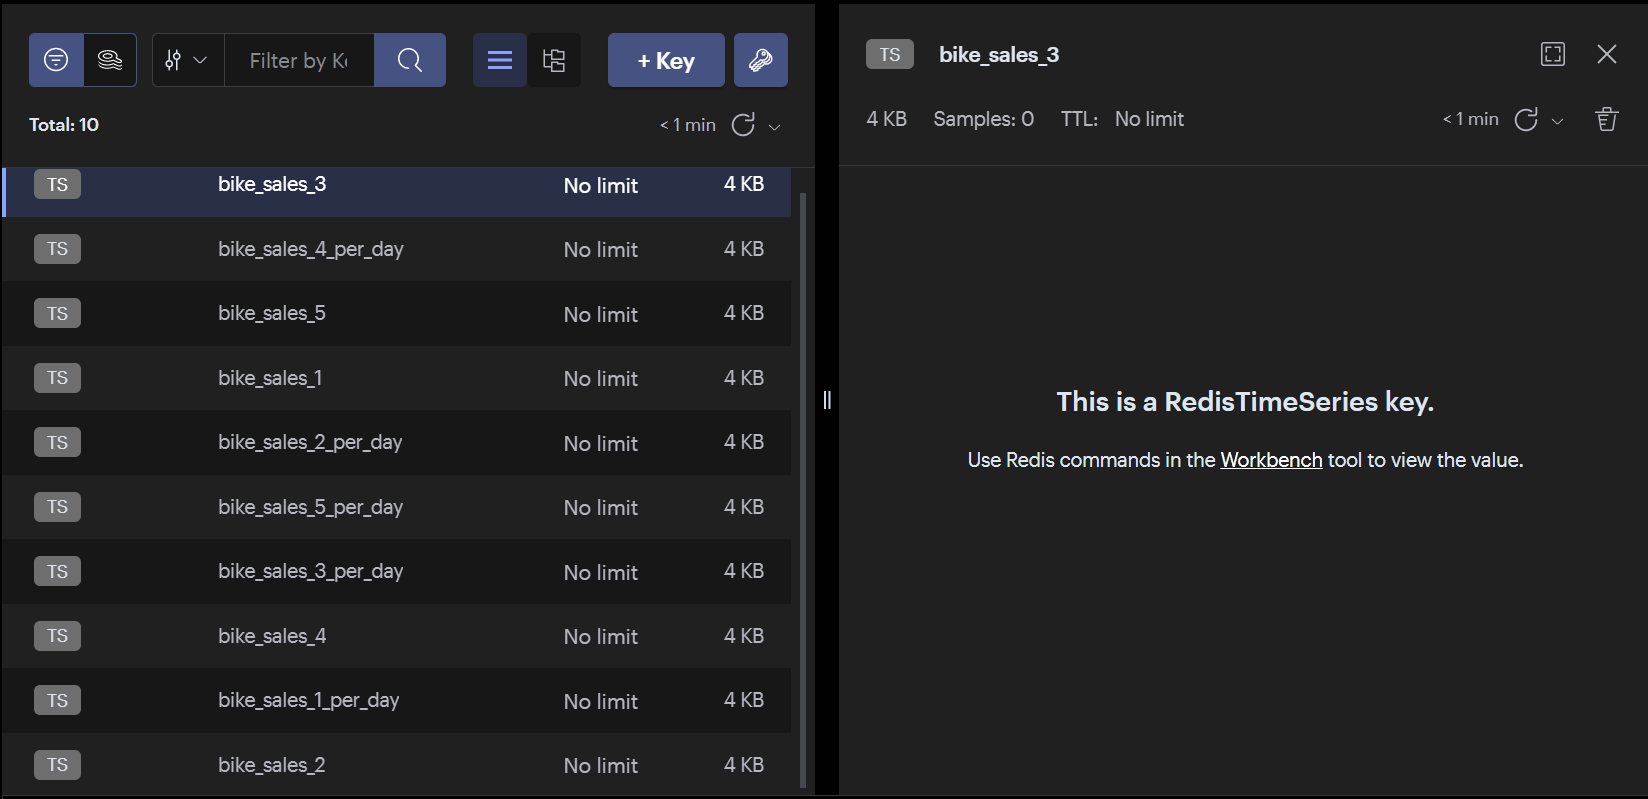 Filter by Ke
+ Key
Total: 10
< 1 min
TS bike_sales_3 No limit 4 KB
TS bike_sales_4_per_day No limit 4 KB
TS bike_sales_5 No limit 4 KB
TS bike_sales_1 No limit 4 KB
TS bike_sales_2_per_day No limit 4 KB
TS bike_sales_5_per_day No limit 4 KB
TS bike_sales_3_per_day No limit 4 KB
TS bike_sales_4 No limit 4 KB
TS bike_sales_1_per_day No limit 4 KB
TS bike_sales_2 No limit 4 KB
TS bike_sales_3
4 KB Samples: 0 TTL: No limit < 1 min
This is a RedisTimeSeries key.
Use Redis commands in the Workbench tool to view the value.